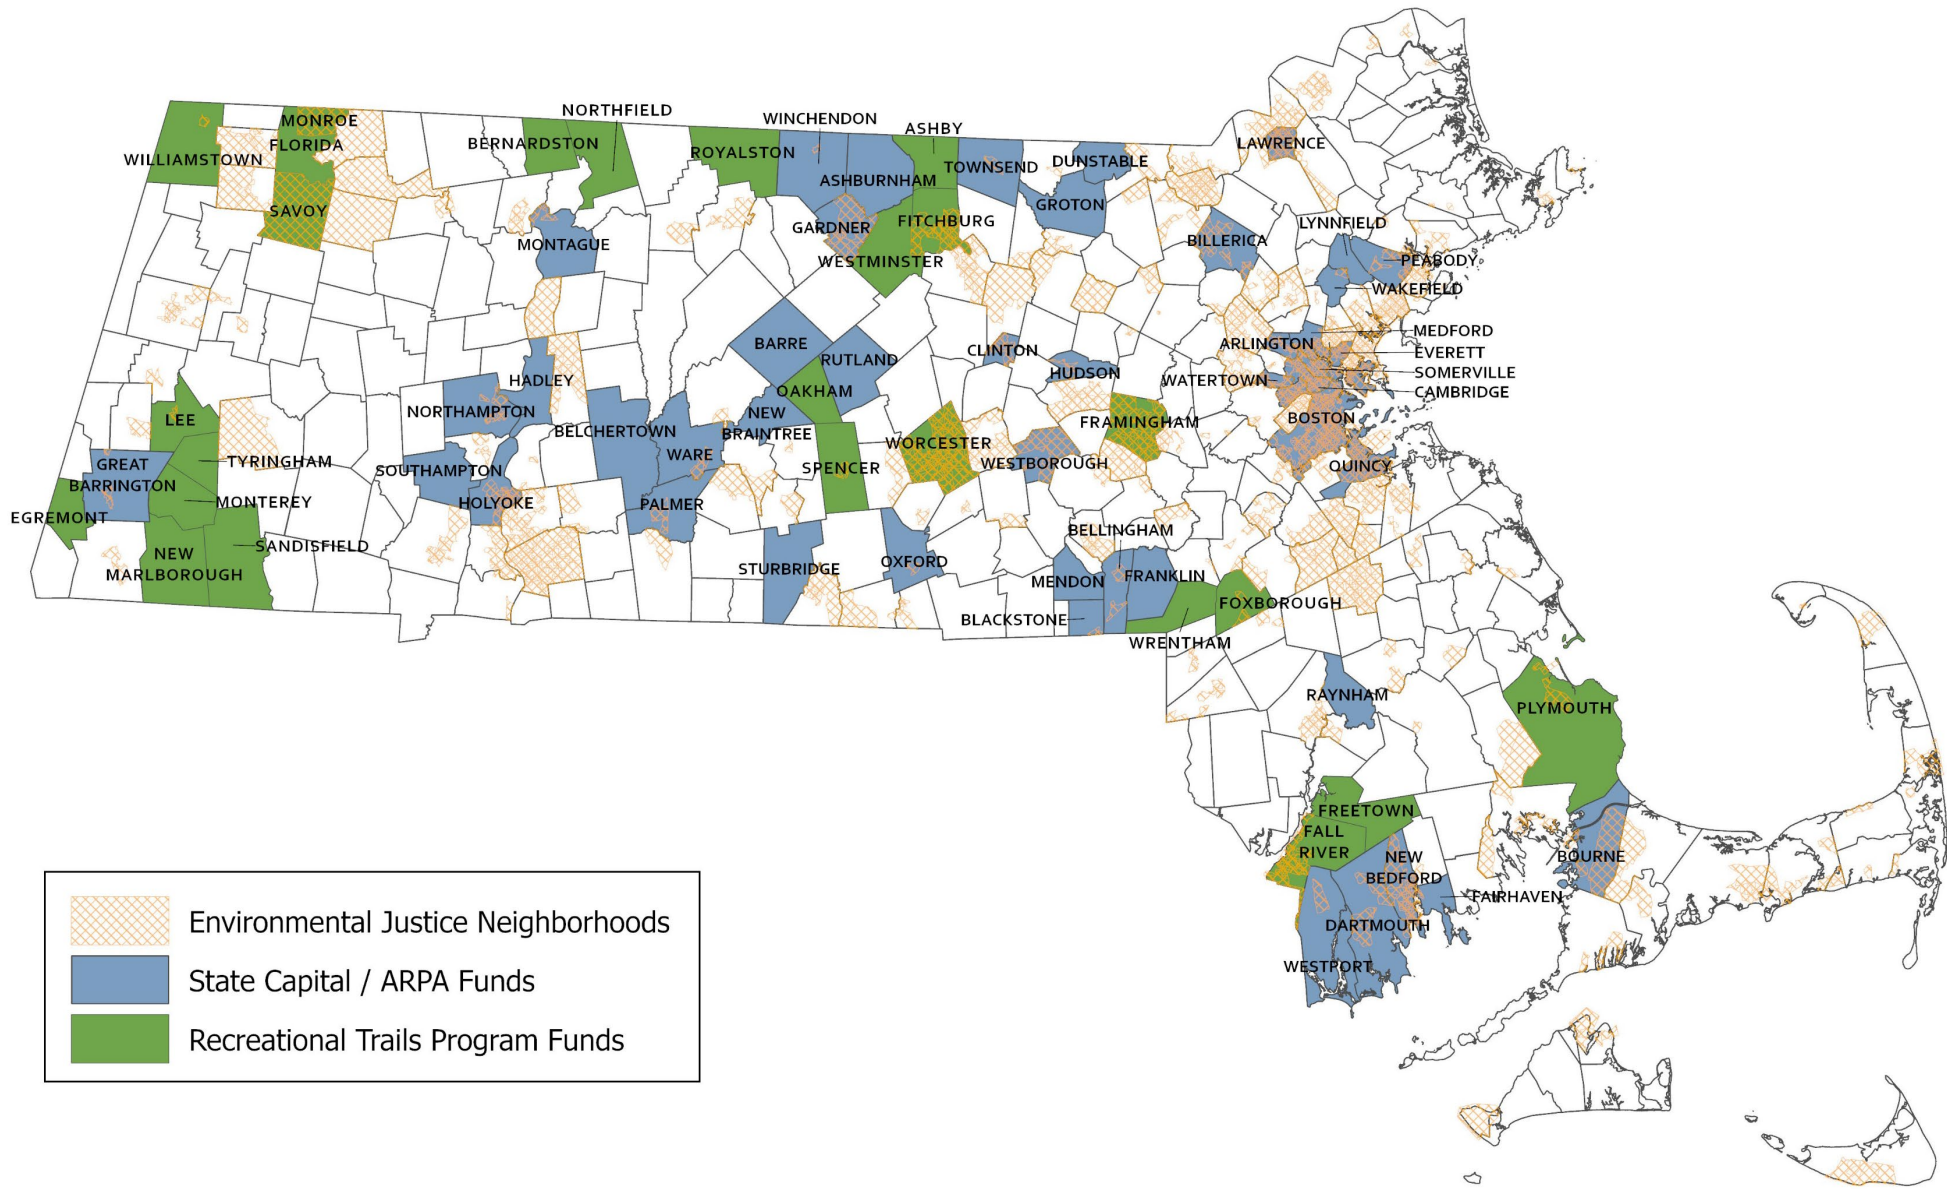 NORTHFIELD
WINCHENDON
ASHBY
MONROE
FLORIDA
BERNARDSTON
WILLIAMSTOWN
ROYALSTON
TOWNSEND
DUNSTABLE
LAWRENCE
ASHBURNHAM
SAVOY
GROTON
GARDNER
FITCHBURG
LYNNFIELD
MONTAGUE
BILLERICA
WESTMINSTER
PEABODY
WAKEFIELD
MEDFORD
BARRE
CLINTON
ARLINGTON
EVERETT
RUTLAND
HUDSON
SOMERVILLE
HADLEY
WATERTOWN
OAKHAM
CAMBRIDGE
NORTHAMPTON
LEE
NEW
BRAINTREE
FRAMINGHAM
BOSTON
BELCHERTOWN
WORCESTER
WARE
GREAT
BARRINGTON
TYRINGHAM
SOUTHAMPTON
SPENCER
WESTBOROUGH
QUINCY
MONTEREY
HOLYOKE
PALMER
EGREMONT
BELLINGHAM
SANDISFIELD
NEW
MARLBOROUGH
STURBRIDGE
OXFORD
MENDON
FRANKLIN
BLACKSTONE
FOXBOROUGH
WRENTHAM
RAYNHAM
PLYMOUTH
FREETOWN
FALL
RIVER
NEW
BEDFORD
BOURNE
FAIRHAVEN
DARTMOUTH
WESTPORT
Environmental Justice Neighborhoods
State Capital / ARPA Funds
Recreational Trails Program Funds